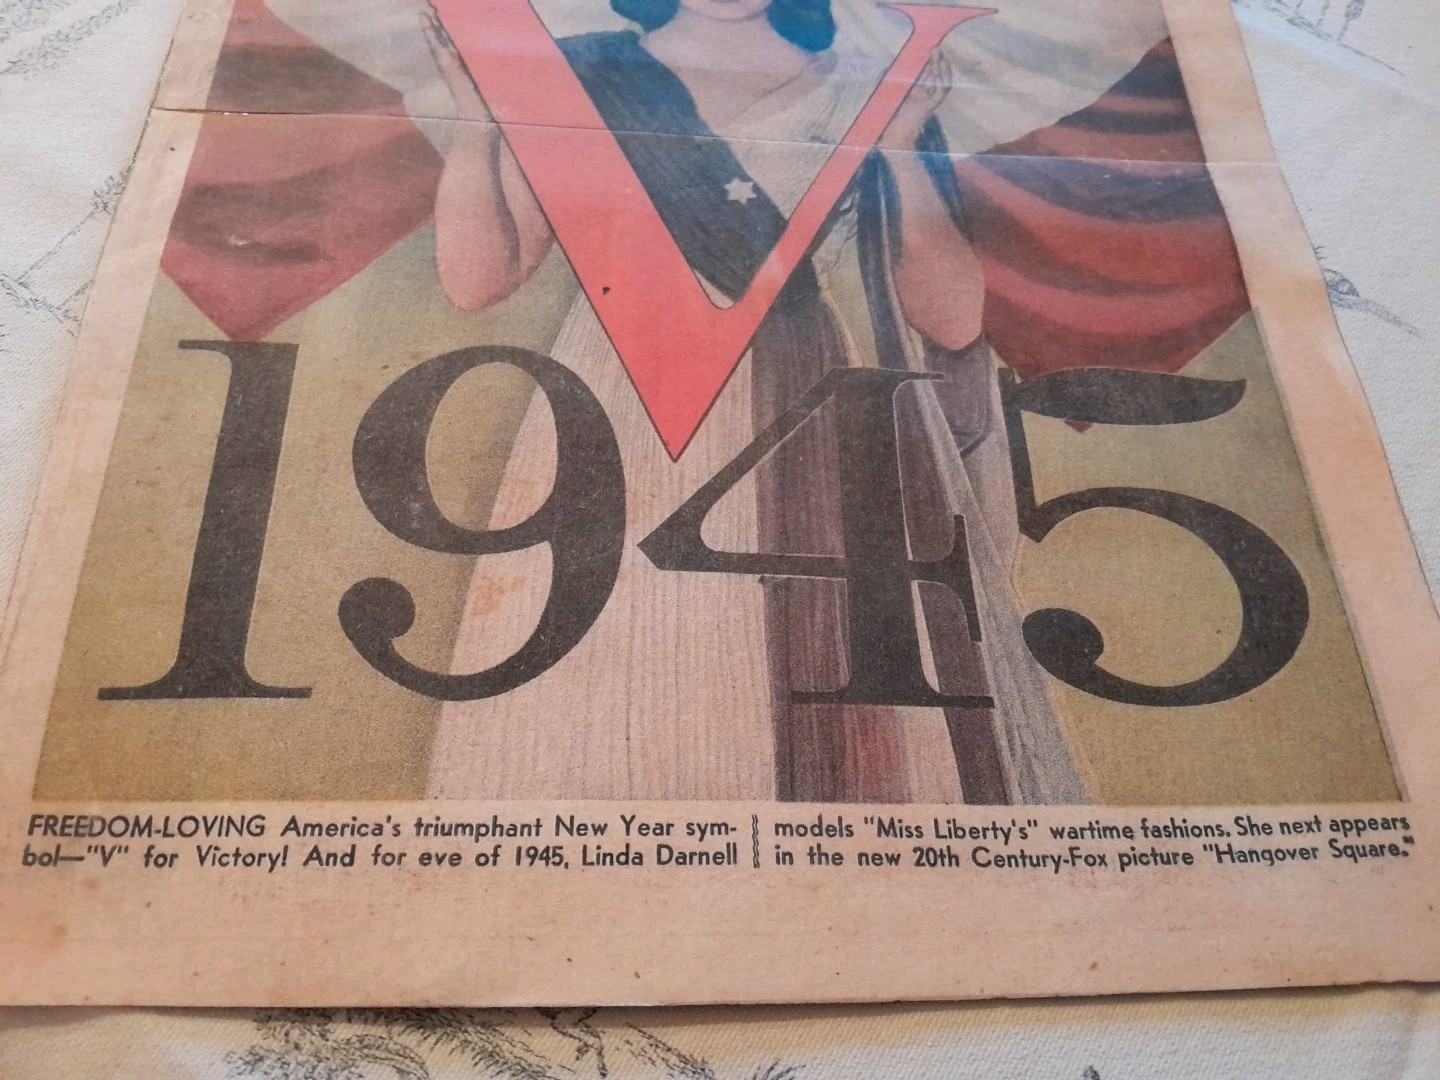 V
1945
FREEDOM-LOVING America's triumphant New Year sym-
bol—"V" for Victory! And for eve of 1945, Linda Darnell
models "Miss Liberty's" wartime fashions. She next appears
in the new 20th Century-Fox picture "Hangover Square."